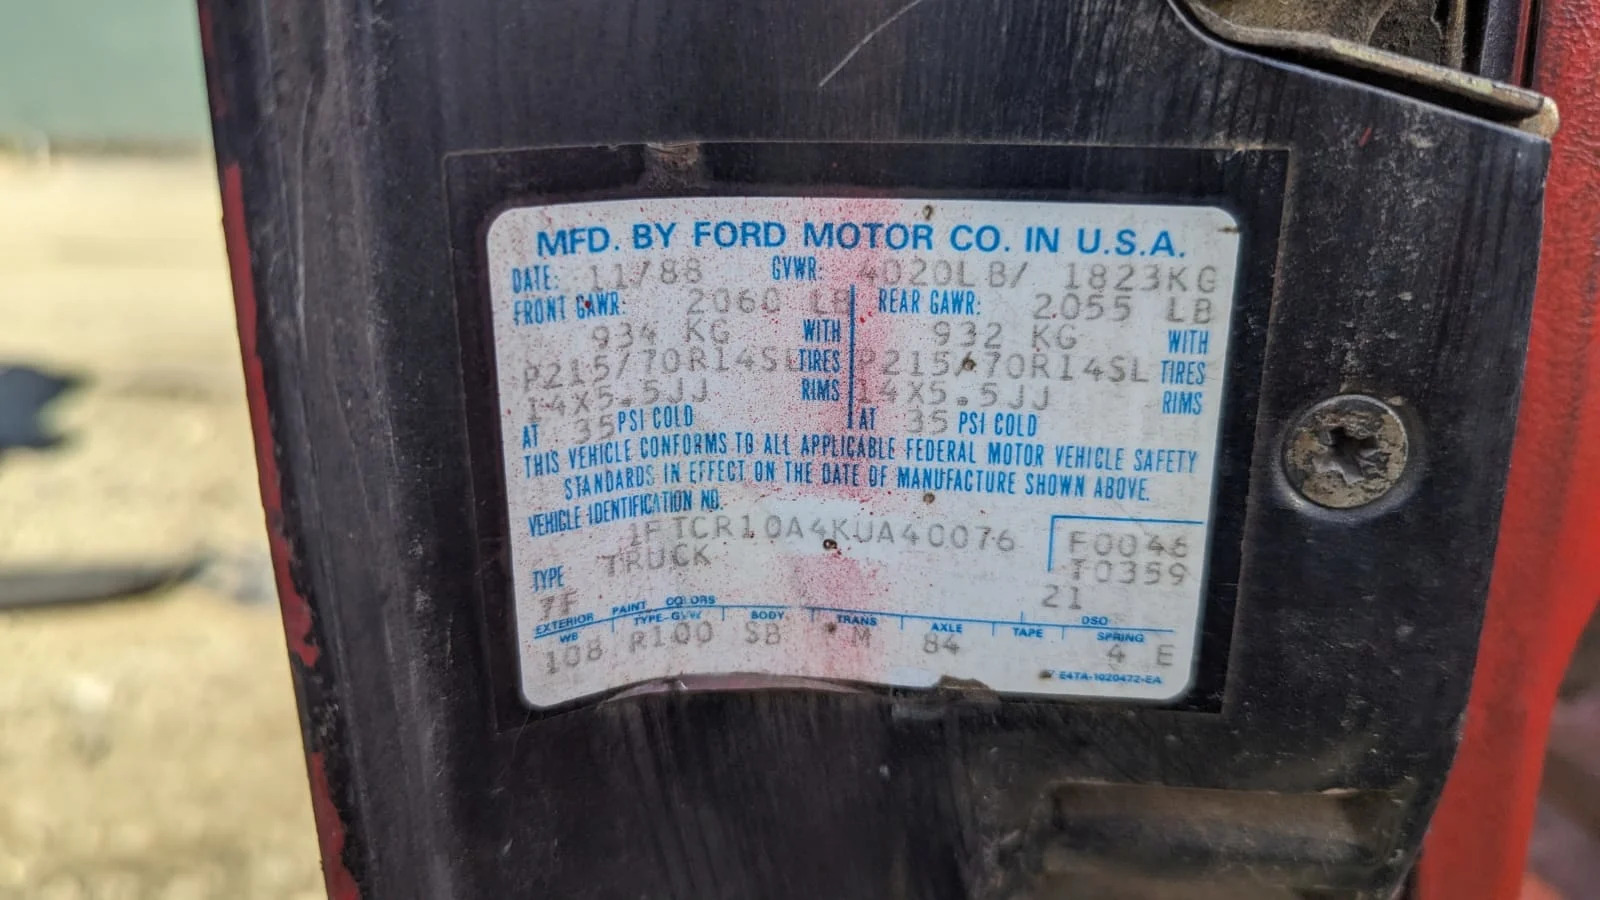 MFD. BY FORD MOTOR CO. IN U.S.A.
DATE: 11/88 GVWR: 4020LB/ 1823KG
FRONT GAWR: 2060 LB REAR GAWR: 2055 LB
934 KG WITH 932 KG WITH
P215/70R14SL TIRES P215/70R14SL TIRES
14X5.5JJ RIMS 14X5.5JJ RIMS
AT 35 PSI COLD AT 35 PSI COLD
THIS VEHICLE CONFORMS TO ALL APPLICABLE FEDERAL MOTOR VEHICLE SAFETY
STANDARDS IN EFFECT ON THE DATE OF MANUFACTURE SHOWN ABOVE.
VEHICLE IDENTIFICATION NO.
1FTCR10A4KUA40076 F0046
TYPE TRUCK T0359
7F 21
EXTERIOR PAINT COLORS DSO
WB TYPE-GVW BODY TRANS AXLE TAPE SPRING
108 R100 SB M 84 4 E
E4TA-1020472-EA